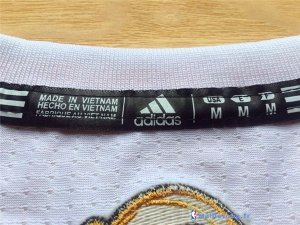 MADE IN VIETNAM
HECHO EN VIETNAM
FABRIQUÉ AU VIETNAM
adidas
USA E
M M M